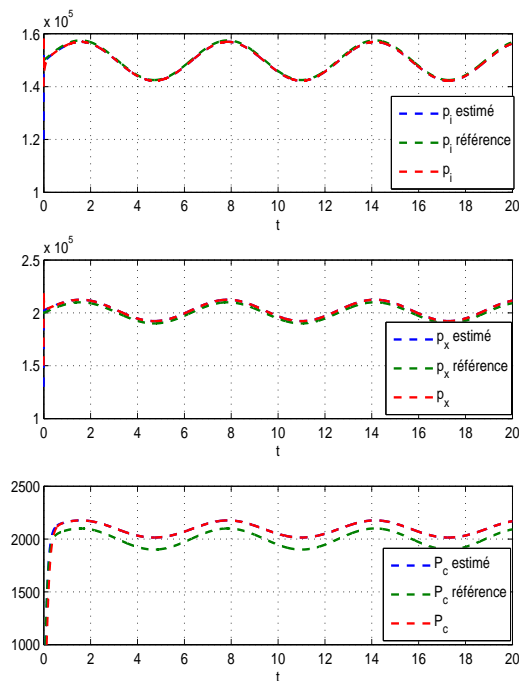 x 10^5
1.6
1.4
1.2
1
0 2 4 6 8 10 12 14 16 18 20
t
p_i estimé
p_i référence
p_i
x 10^5
2.5
2
1.5
1
0 2 4 6 8 10 12 14 16 18 20
t
p_x estimé
p_x référence
p_x
2500
2000
1500
1000
0 2 4 6 8 10 12 14 16 18 20
t
P_c estimé
P_c référence
P_c